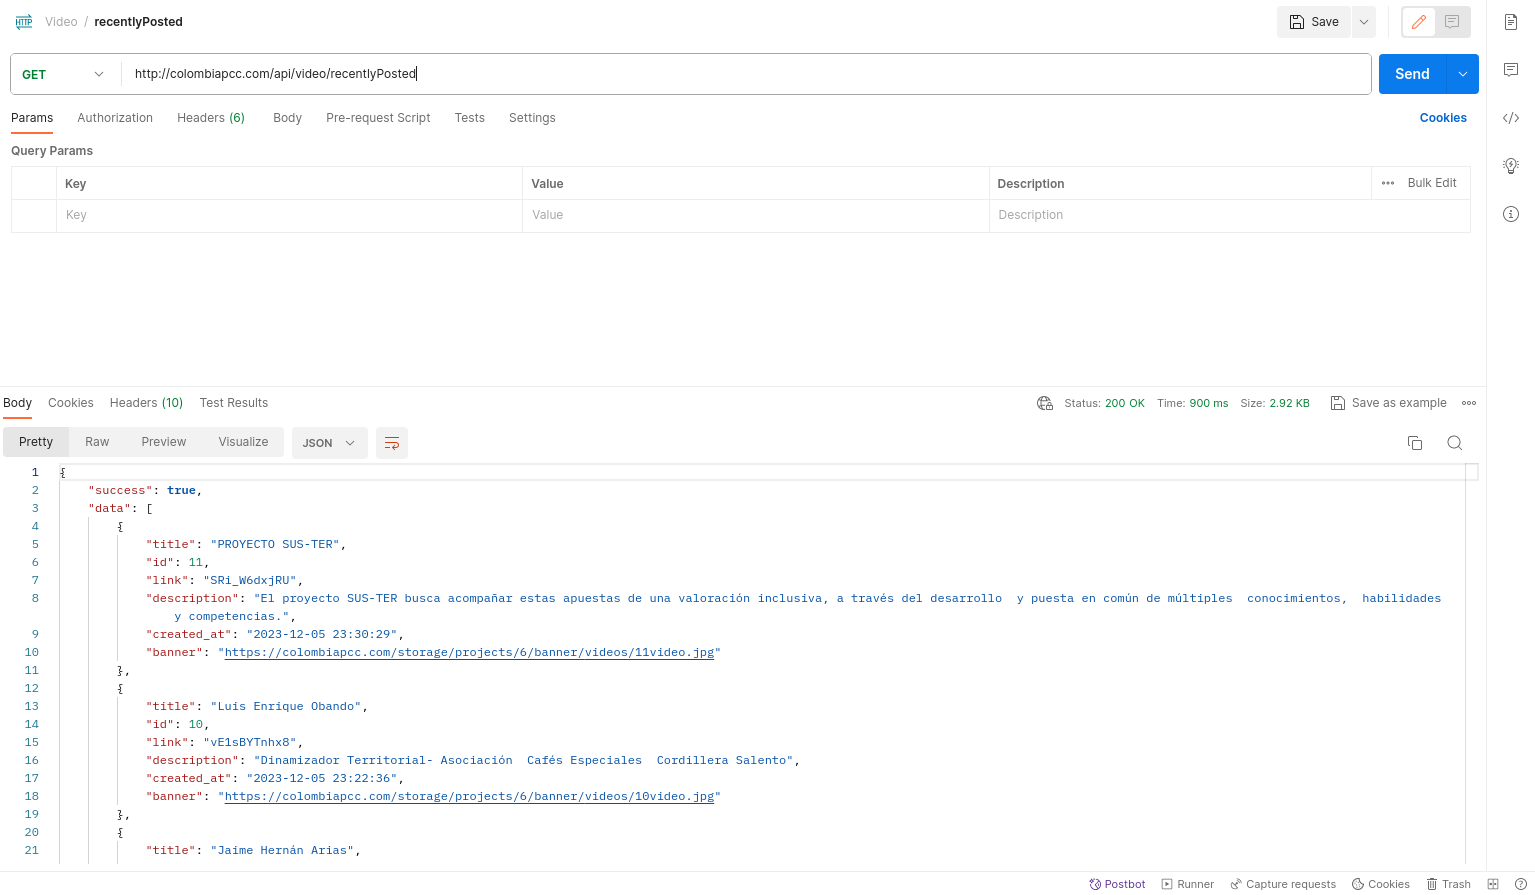 HTTP Video / recentlyPosted Save
GET http://colombiapcc.com/api/video/recentlyPosted Send
Params Authorization Headers (6) Body Pre-request Script Tests Settings Cookies
Query Params
Key Value Description ••• Bulk Edit
Key Value Description
Body Cookies Headers (10) Test Results Status: 200 OK Time: 900 ms Size: 2.92 KB Save as example
Pretty Raw Preview Visualize JSON
1 {
2 "success": true,
3 "data": [
4 {
5 "title": "PROYECTO SUS-TER",
6 "id": 11,
7 "link": "SRi_W6dxjRU",
8 "description": "El proyecto SUS-TER busca acompañar estas apuestas de una valoración inclusiva, a través del desarrollo  y puesta en común de múltiples  conocimientos,  habilidades
y competencias.",
9 "created_at": "2023-12-05 23:30:29",
10 "banner": "https://colombiapcc.com/storage/projects/6/banner/videos/11video.jpg"
11 },
12 {
13 "title": "Luis Enrique Obando",
14 "id": 10,
15 "link": "vE1sBYTnhx8",
16 "description": "Dinamizador Territorial- Asociación  Cafés Especiales  Cordillera Salento",
17 "created_at": "2023-12-05 23:22:36",
18 "banner": "https://colombiapcc.com/storage/projects/6/banner/videos/10video.jpg"
19 },
20 {
21 "title": "Jaime Hernán Arias",
Postbot Runner Capture requests Cookies Trash